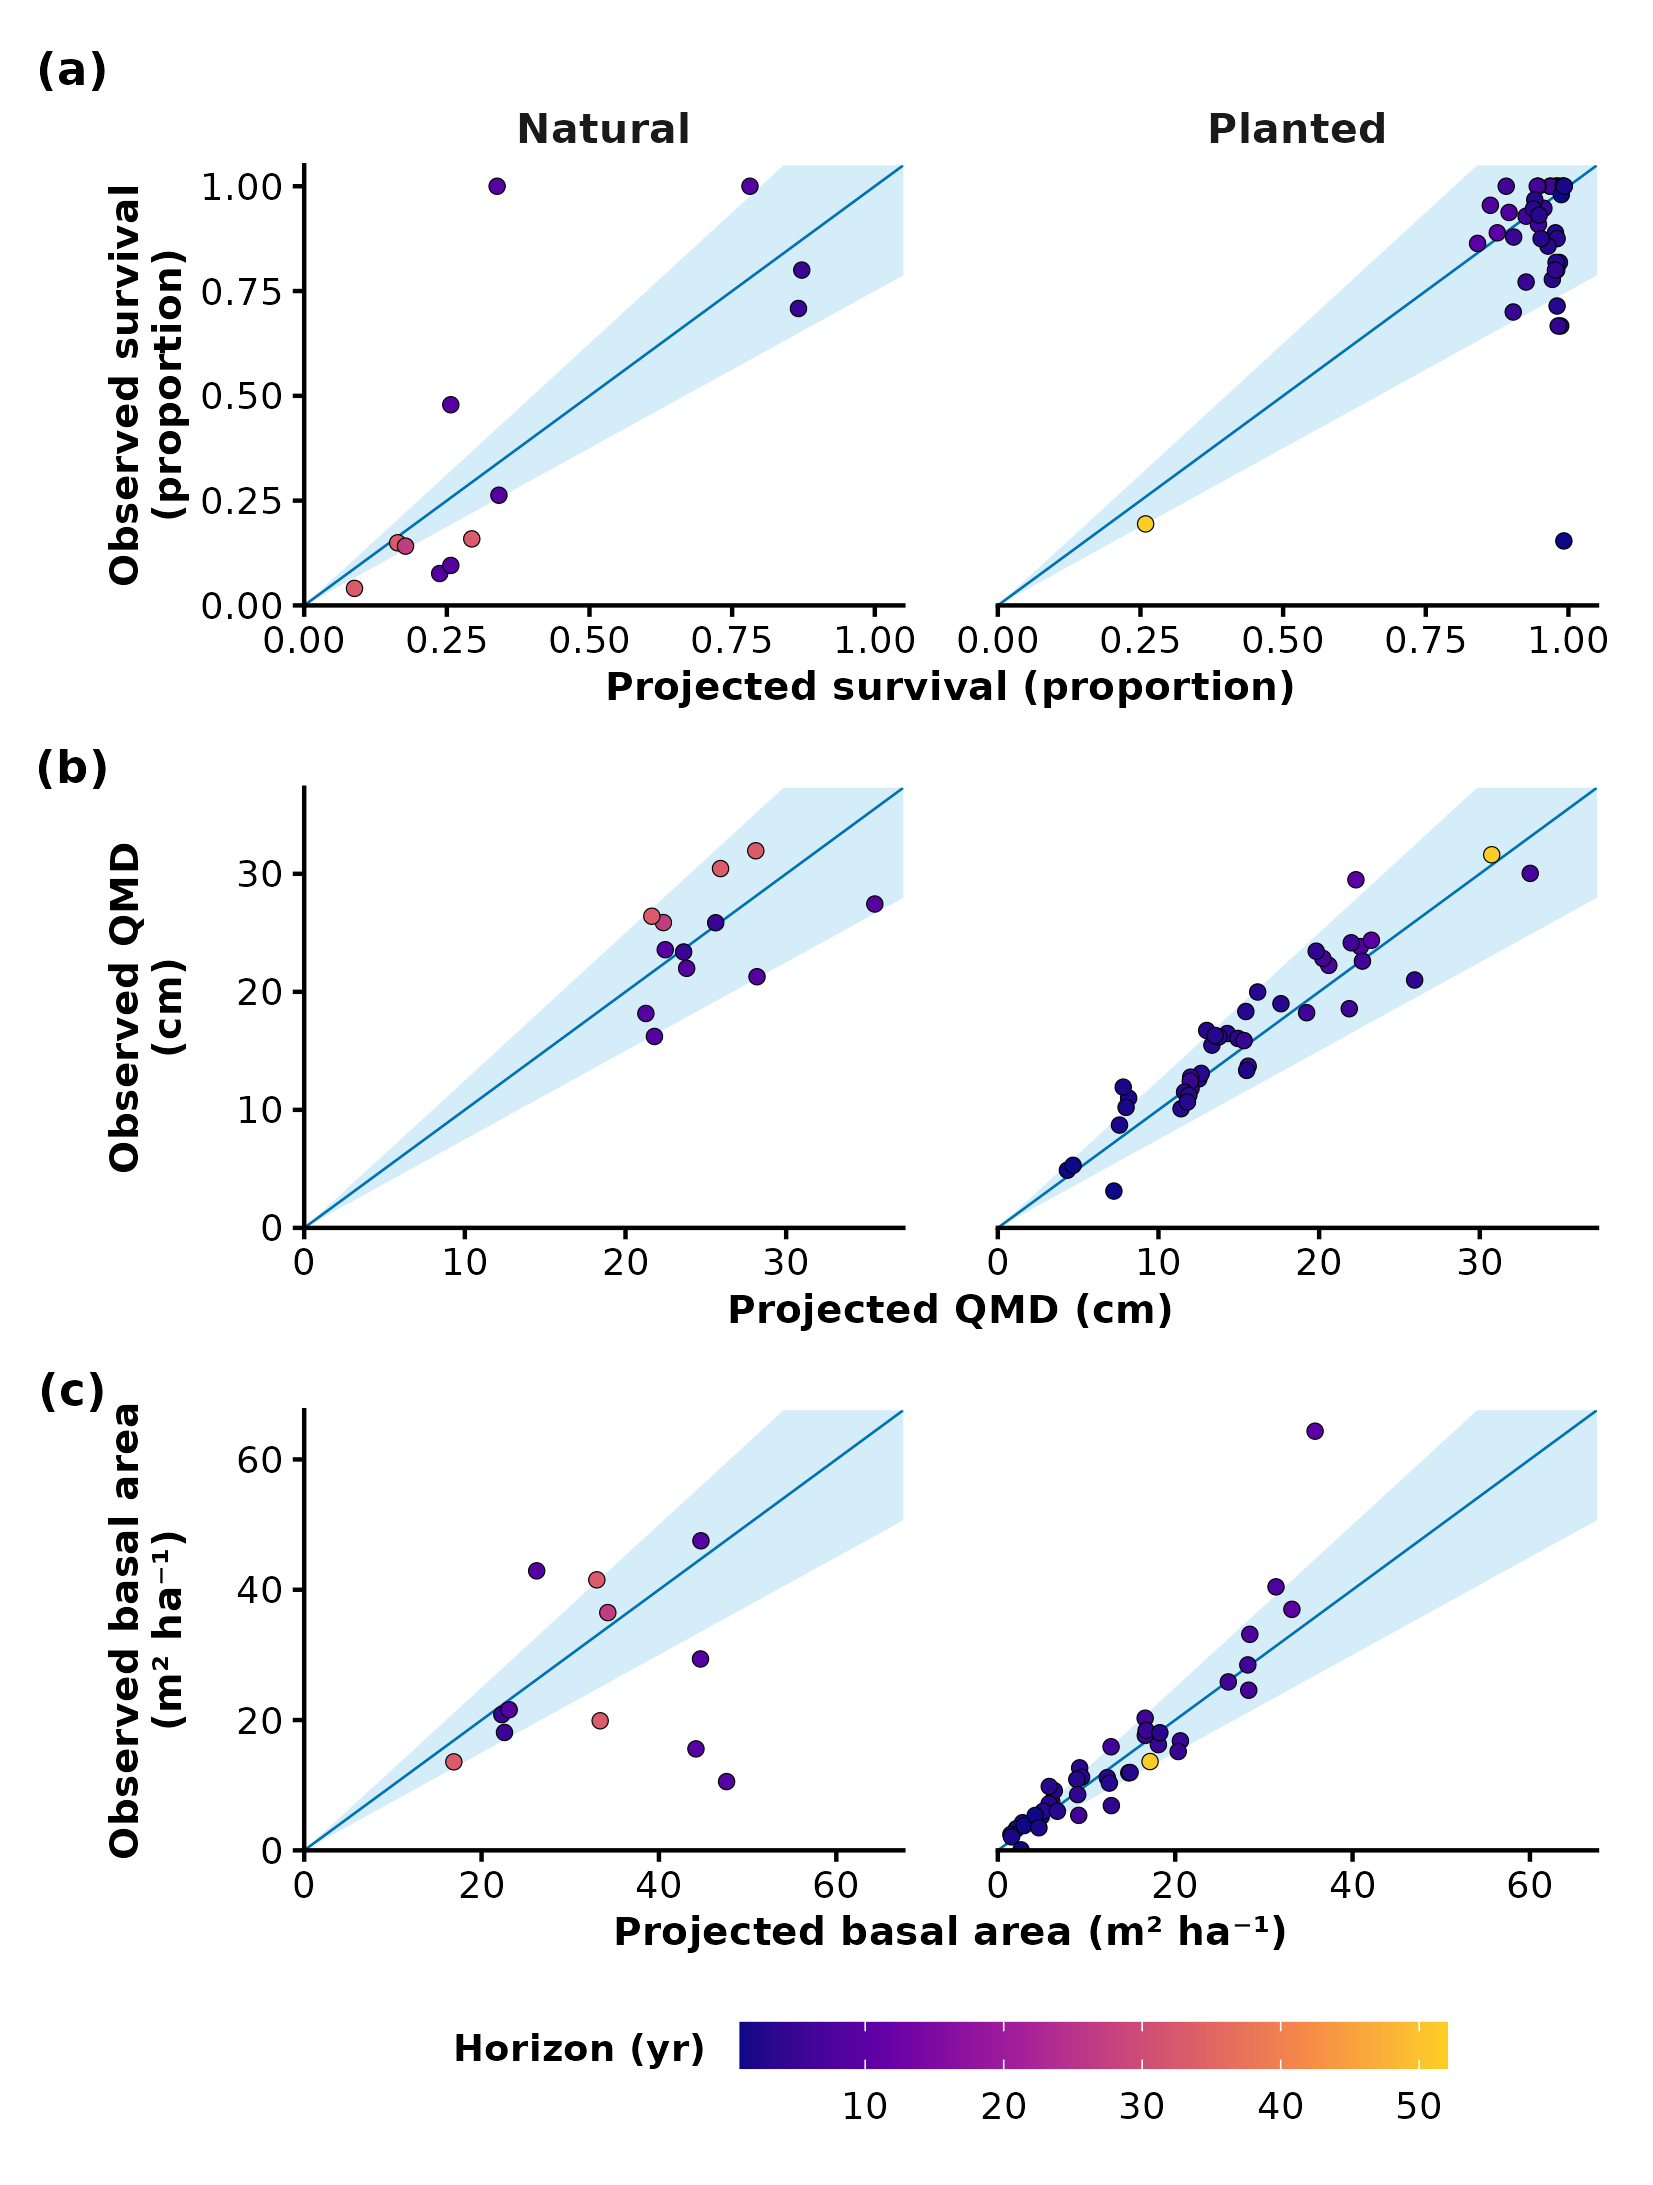 (a)
Natural
Planted
Observed survival
(proportion)
1.00
0.75
0.50
0.25
0.00
0.00 0.25 0.50 0.75 1.00
0.00 0.25 0.50 0.75 1.00
Projected survival (proportion)
(b)
Observed QMD
(cm)
30
20
10
0
0 10 20 30
0 10 20 30
Projected QMD (cm)
(c)
Observed basal area
(m² ha⁻¹)
60
40
20
0
0 20 40 60
0 20 40 60
Projected basal area (m² ha⁻¹)
Horizon (yr)
10 20 30 40 50